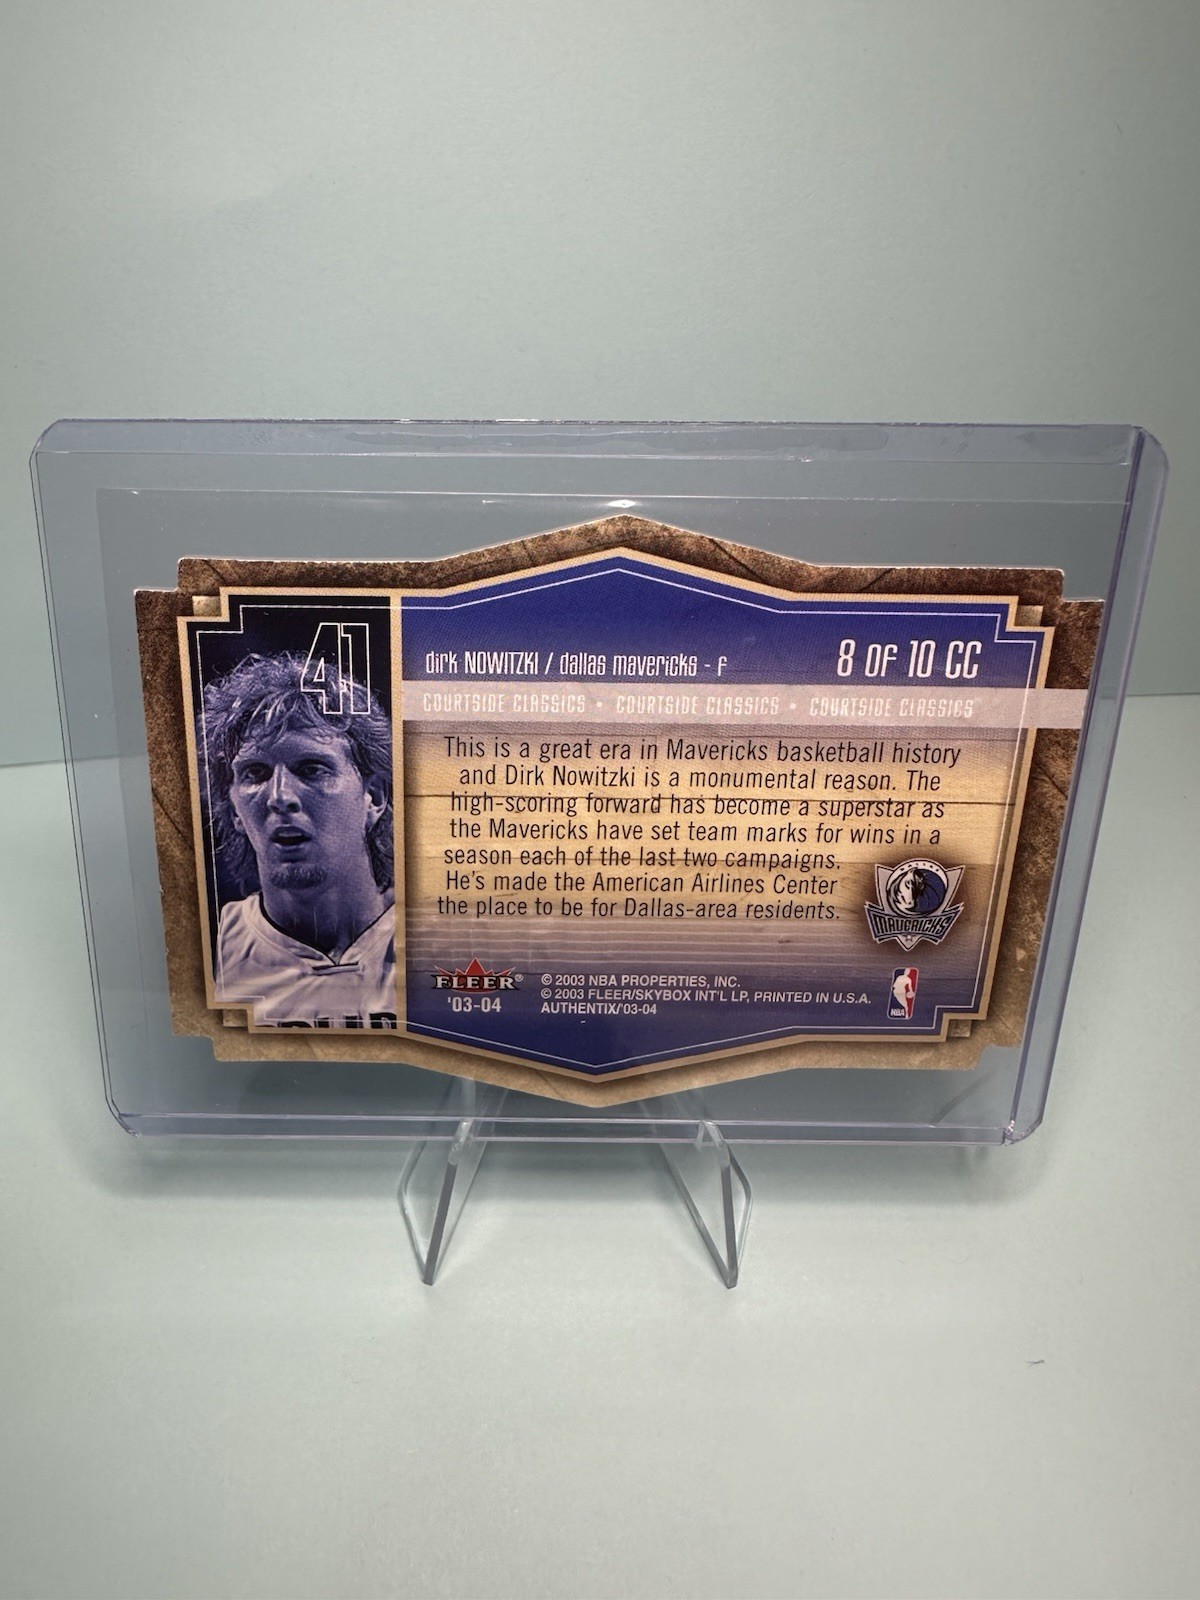 41
dirk NOWITZKI / dallas mavericks - f
8 OF 10 CC
COURTSIDE CLASSICS • COURTSIDE CLASSICS • COURTSIDE CLASSICS
This is a great era in Mavericks basketball history
and Dirk Nowitzki is a monumental reason. The
high-scoring forward has become a superstar as
the Mavericks have set team marks for wins in a
season each of the last two campaigns.
He's made the American Airlines Center
the place to be for Dallas-area residents.
DALLAS
MAVERICKS
FLEER®
'03-04
© 2003 NBA PROPERTIES, INC.
© 2003 FLEER/SKYBOX INT'L LP, PRINTED IN U.S.A.
AUTHENTIX/'03-04
NBA